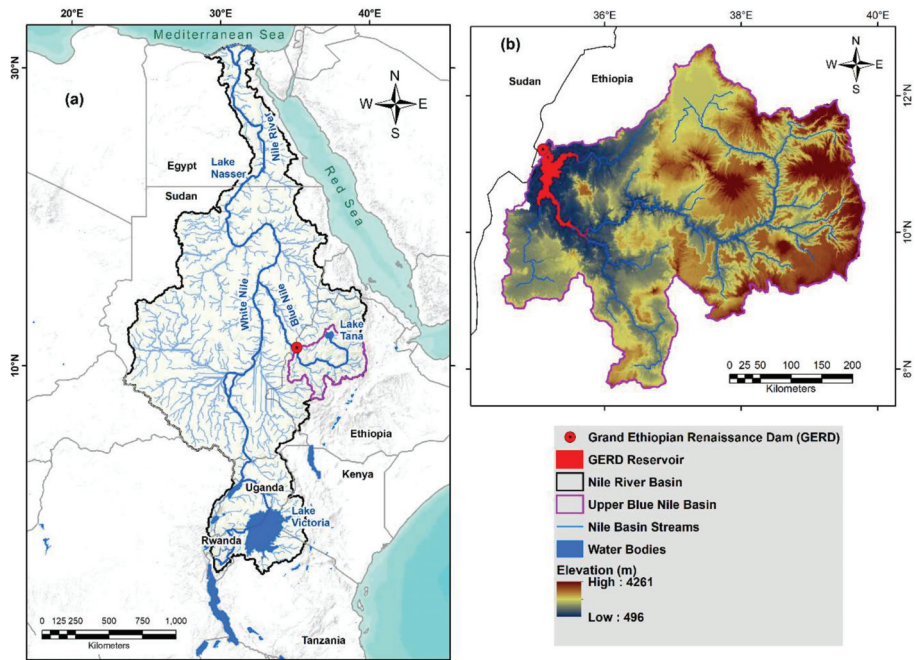 20°E
30°E
40°E
Mediterranean Sea
30°N
(a)
N
W
E
S
Nile River
Lake
Nasser
Egypt
Sudan
Red Sea
White Nile
Blue Nile
Lake
Tana
10°N
Ethiopia
Kenya
Uganda
Lake
Victoria
Rwanda
Tanzania
0 125 250 500 750 1,000
Kilometers
36°E
38°E
40°E
(b)
Sudan
Ethiopia
N
W
E
S
12°N
10°N
8°N
0 25 50 100 150 200
Kilometers
Grand Ethiopian Renaissance Dam (GERD)
GERD Reservoir
Nile River Basin
Upper Blue Nile Basin
Nile Basin Streams
Water Bodies
Elevation (m)
High : 4261
Low : 496